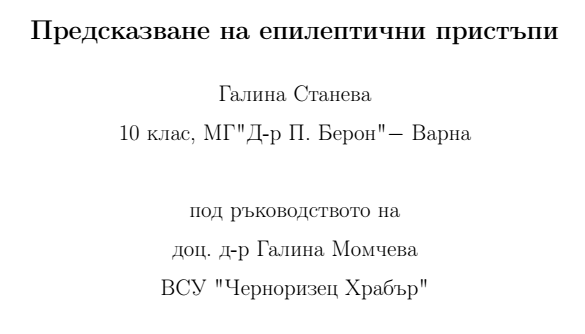 Предсказване на епилептични пристъпи
Галина Станева
10 клас, МГ"Д-р П. Берон"− Варна
под ръководството на
доц. д-р Галина Момчева
ВСУ "Черноризец Храбър"